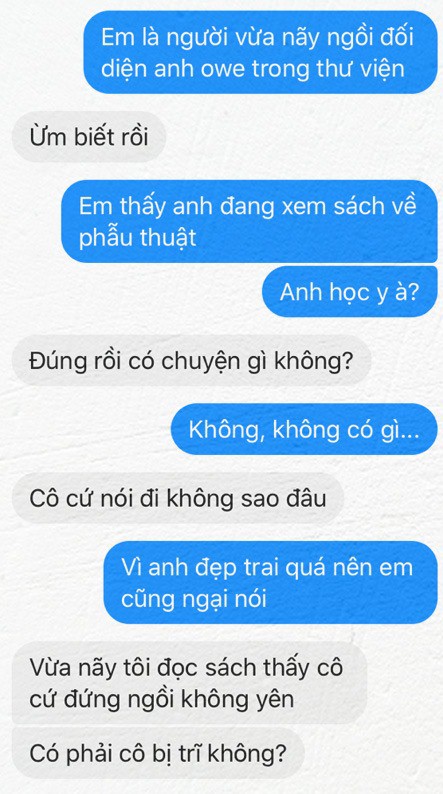 Em là người vừa nãy ngồi đối
diện anh owe trong thư viện
Ừm biết rồi
Em thấy anh đang xem sách về
phẫu thuật
Anh học y à?
Đúng rồi có chuyện gì không?
Không, không có gì...
Cô cứ nói đi không sao đâu
Vì anh đẹp trai quá nên em
cũng ngại nói
Vừa nãy tôi đọc sách thấy cô
cứ đứng ngồi không yên
Có phải cô bị trĩ không?